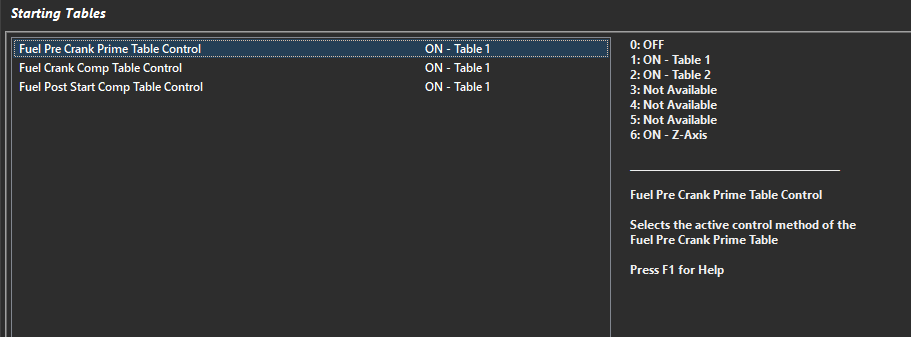 Starting Tables
Fuel Pre Crank Prime Table Control ON - Table 1
Fuel Crank Comp Table Control ON - Table 1
Fuel Post Start Comp Table Control ON - Table 1
0: OFF
1: ON - Table 1
2: ON - Table 2
3: Not Available
4: Not Available
5: Not Available
6: ON - Z-Axis
Fuel Pre Crank Prime Table Control
Selects the active control method of the
Fuel Pre Crank Prime Table
Press F1 for Help